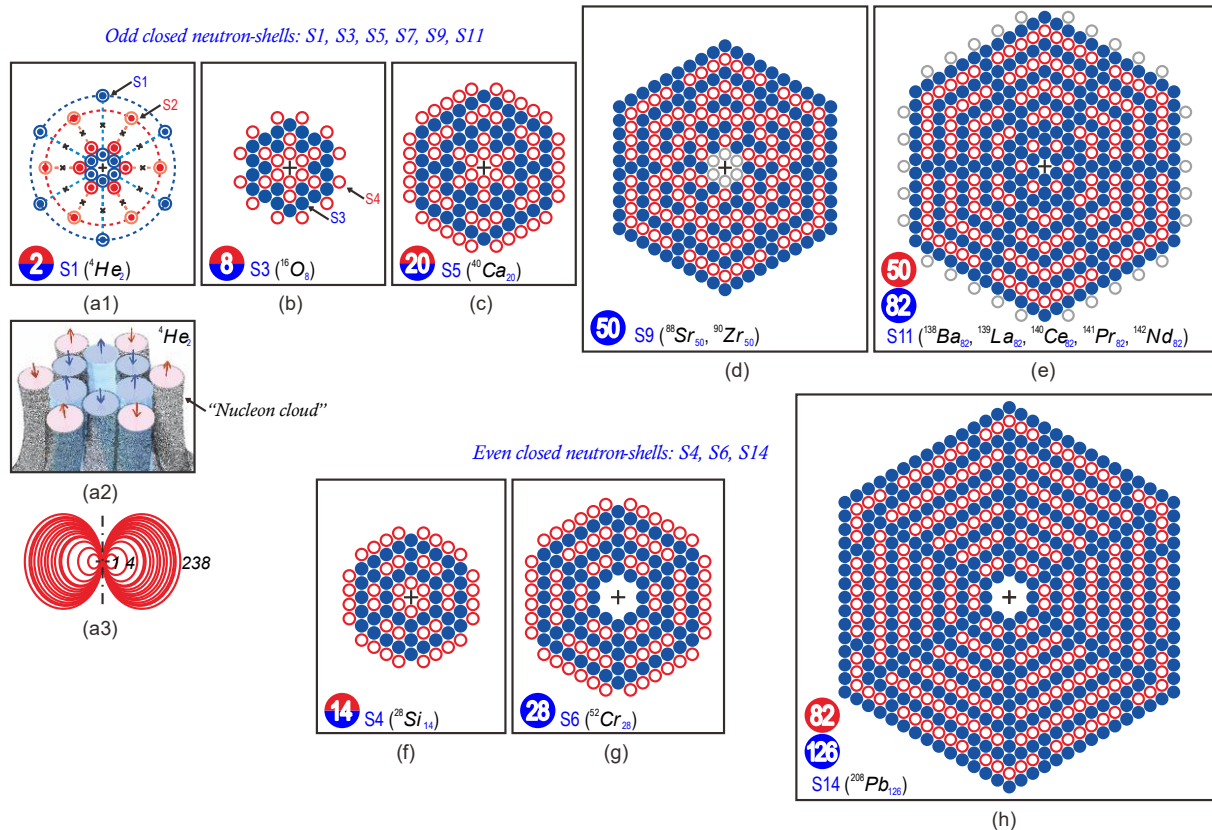 Odd closed neutron-shells: S1, S3, S5, S7, S9, S11
S1
S2
2 S1 (⁴He₂)
(a1)
S4
S3
8 S3 (¹⁶O₈)
(b)
20 S5 (⁴⁰Ca₂₀)
(c)
50 S9 (⁸⁸Sr₅₀, ⁹⁰Zr₅₀)
(d)
50
82
S11 (¹³⁸Ba₈₂, ¹³⁹La₈₂, ¹⁴⁰Ce₈₂, ¹⁴¹Pr₈₂, ¹⁴²Nd₈₂)
(e)
⁴He₂
"Nucleon cloud"
(a2)
1 4 238
(a3)
Even closed neutron-shells: S4, S6, S14
14 S4 (²⁸Si₁₄)
(f)
28 S6 (⁵²Cr₂₈)
(g)
82
126
S14 (²⁰⁸Pb₁₂₆)
(h)